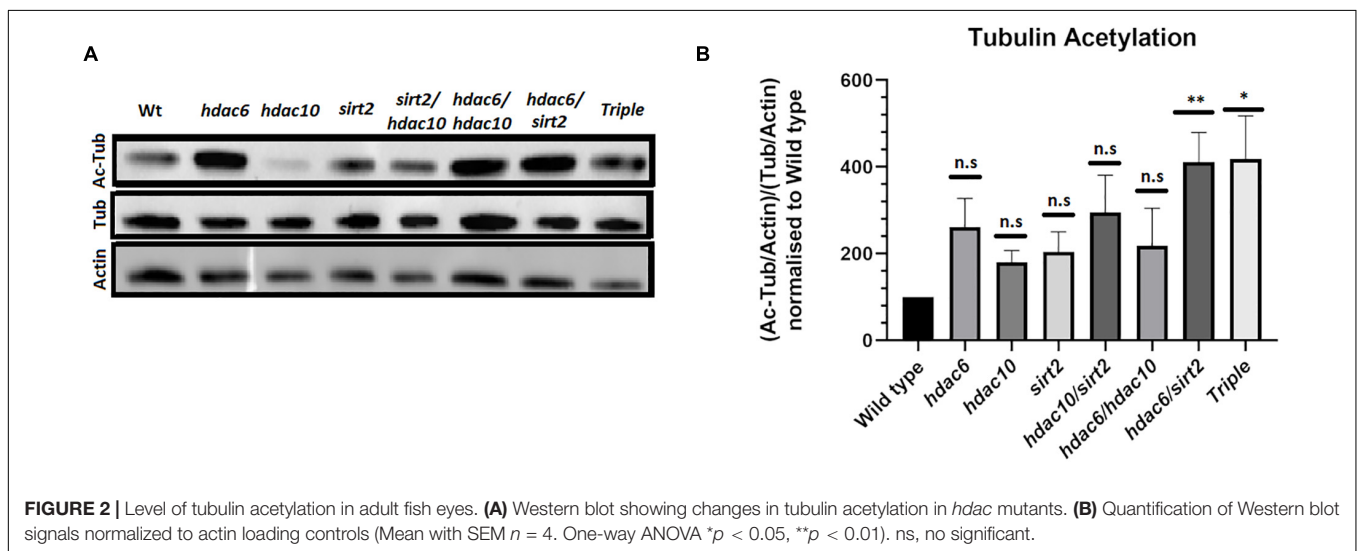 A
Wt hdac6 hdac10 sirt2 sirt2/ hdac6/ hdac6/ Triple
hdac10 hdac10 sirt2
Ac-Tub
Tub
Actin
B
Tubulin Acetylation
(Ac-Tub/Actin)/(Tub/Actin)
normalised to Wild type
600
400
200
0
n.s
n.s
n.s
n.s
n.s
**
*
Wild type
hdac6
hdac10
sirt2
hdac10/sirt2
hdac6/hdac10
hdac6/sirt2
Triple
FIGURE 2 | Level of tubulin acetylation in adult fish eyes. (A) Western blot showing changes in tubulin acetylation in hdac mutants. (B) Quantification of Western blot
signals normalized to actin loading controls (Mean with SEM n = 4. One-way ANOVA *p < 0.05, **p < 0.01). ns, no significant.